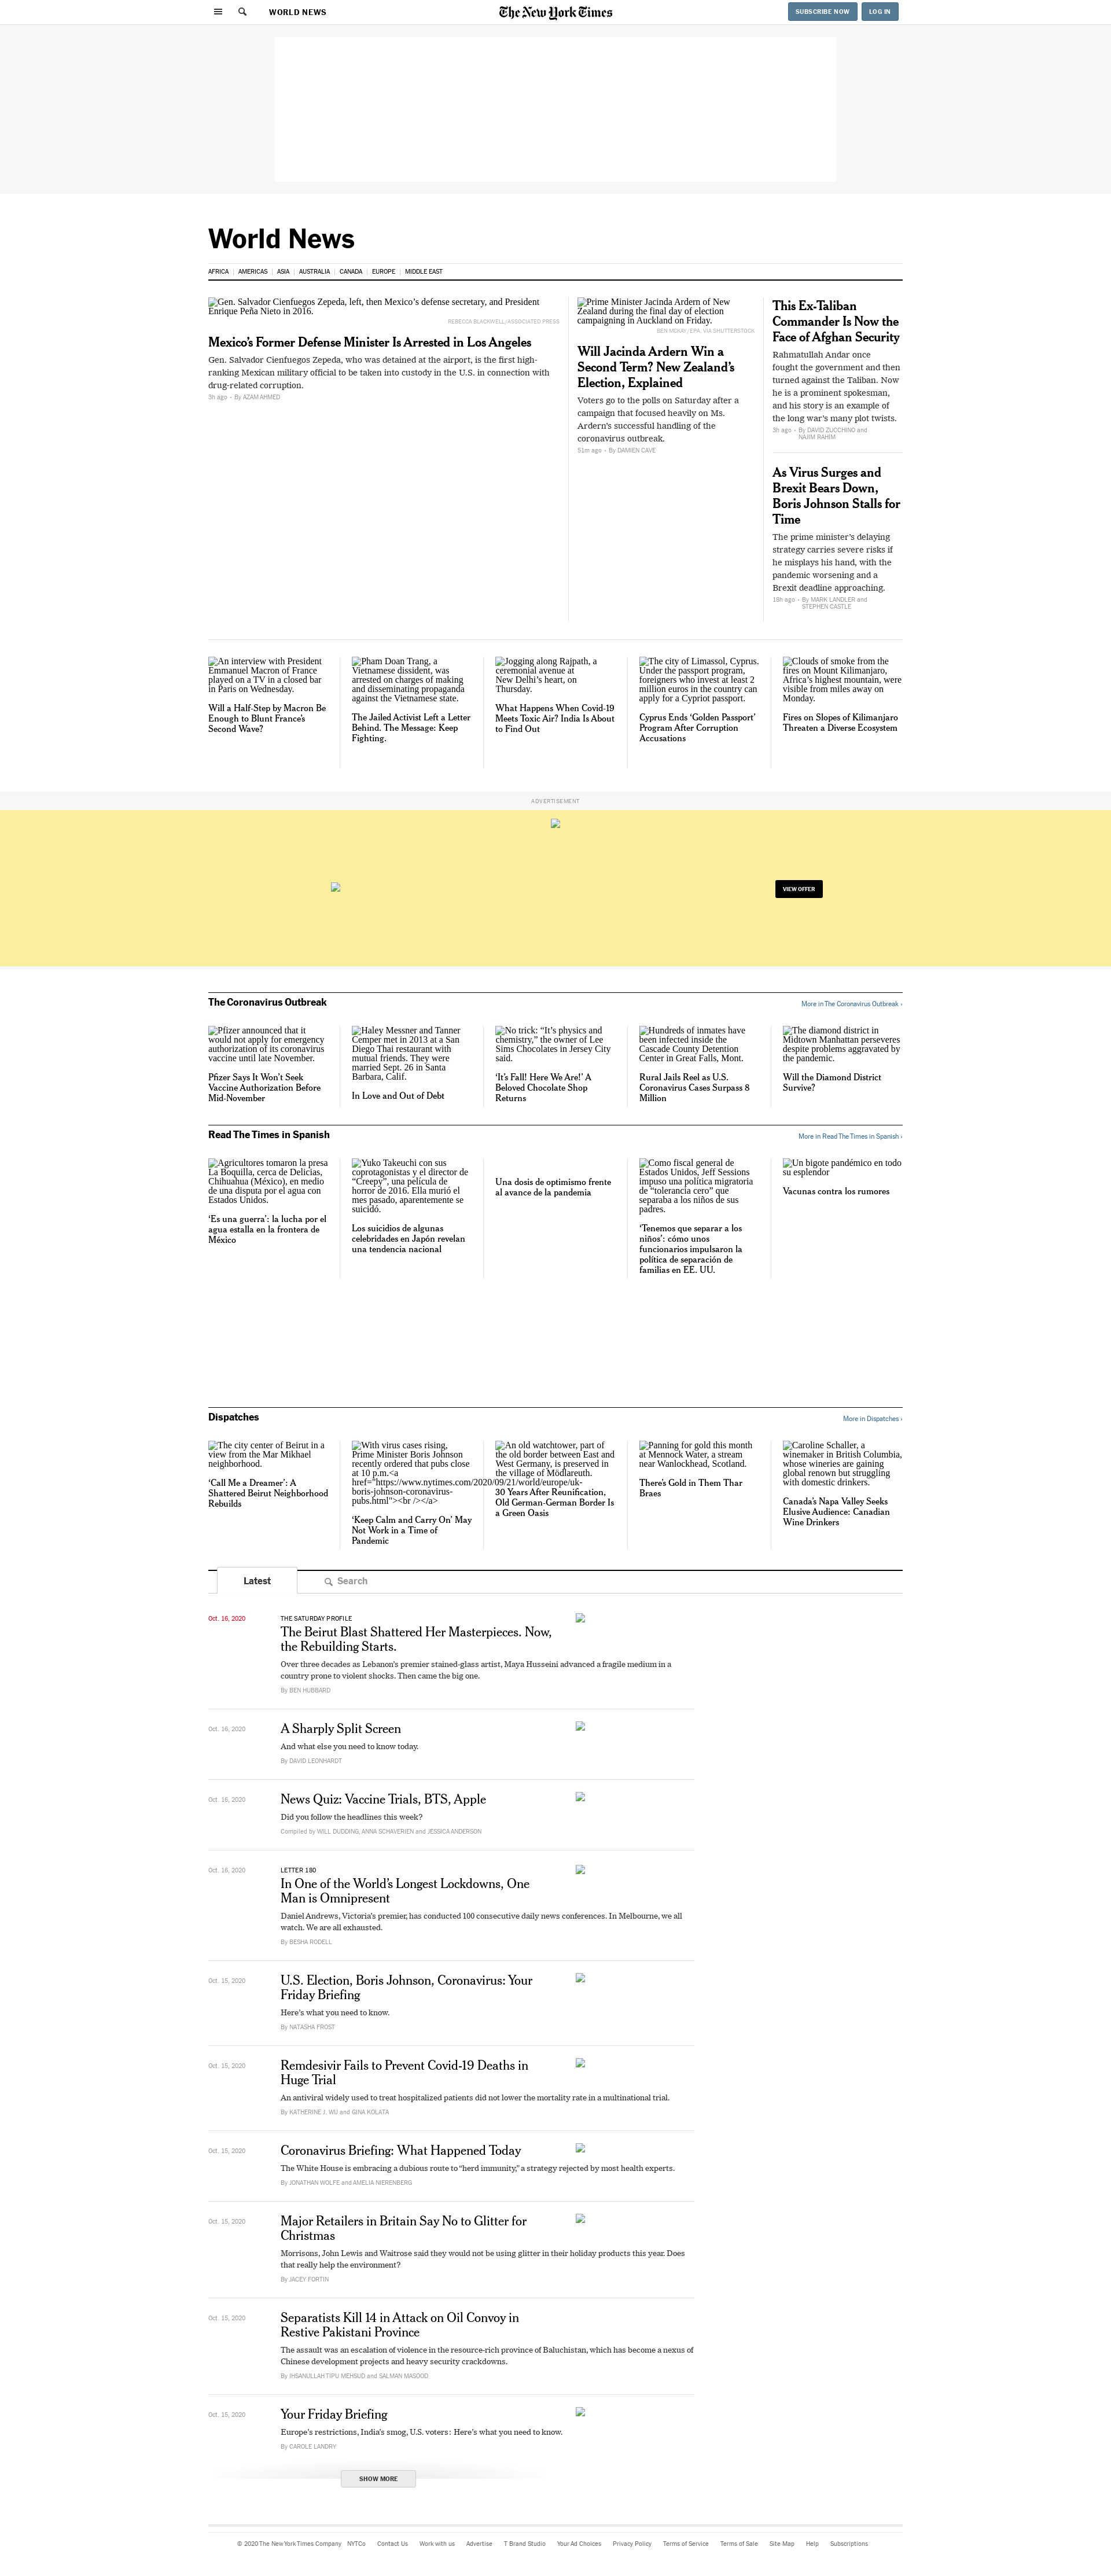 WORLD NEWS
The New York Times
SUBSCRIBE NOW
LOG IN
World News
AFRICA
AMERICAS
ASIA
AUSTRALIA
CANADA
EUROPE
MIDDLE EAST
Gen. Salvador Cienfuegos Zepeda, left, then Mexico’s defense secretary, and President
Enrique Peña Nieto in 2016.
REBECCA BLACKWELL/ASSOCIATED PRESS
Mexico’s Former Defense Minister Is Arrested in Los Angeles
Gen. Salvador Cienfuegos Zepeda, who was detained at the airport, is the first high-
ranking Mexican military official to be taken into custody in the U.S. in connection with
drug-related corruption.
3h ago - By AZAM AHMED
Prime Minister Jacinda Ardern of New
Zealand during the final day of election
campaigning in Auckland on Friday.
BEN MCKAY/EPA, VIA SHUTTERSTOCK
Will Jacinda Ardern Win a
Second Term? New Zealand’s
Election, Explained
Voters go to the polls on Saturday after a
campaign that focused heavily on Ms.
Ardern’s successful handling of the
coronavirus outbreak.
51m ago - By DAMIEN CAVE
This Ex-Taliban
Commander Is Now the
Face of Afghan Security
Rahmatullah Andar once
fought the government and then
turned against the Taliban. Now
he is a prominent spokesman,
and his story is an example of
the long war’s many plot twists.
3h ago - By DAVID ZUCCHINO and
NAJIM RAHIM
As Virus Surges and
Brexit Bears Down,
Boris Johnson Stalls for
Time
The prime minister’s delaying
strategy carries severe risks if
he misplays his hand, with the
pandemic worsening and a
Brexit deadline approaching.
18h ago - By MARK LANDLER and
STEPHEN CASTLE
An interview with President
Emmanuel Macron of France
played on a TV in a closed bar
in Paris on Wednesday.
Will a Half-Step by Macron Be
Enough to Blunt France’s
Second Wave?
Pham Doan Trang, a
Vietnamese dissident, was
arrested on charges of making
and disseminating propaganda
against the Vietnamese state.
The Jailed Activist Left a Letter
Behind. The Message: Keep
Fighting.
Jogging along Rajpath, a
ceremonial avenue at
New Delhi’s heart, on
Thursday.
What Happens When Covid-19
Meets Toxic Air? India Is About
to Find Out
The city of Limassol, Cyprus.
Under the passport program,
foreigners who invest at least 2
million euros in the country can
apply for a Cypriot passport.
Cyprus Ends ‘Golden Passport’
Program After Corruption
Accusations
Clouds of smoke from the
fires on Mount Kilimanjaro,
Africa’s highest mountain, were
visible from miles away on
Monday.
Fires on Slopes of Kilimanjaro
Threaten a Diverse Ecosystem
ADVERTISEMENT
VIEW OFFER
The Coronavirus Outbreak
More in The Coronavirus Outbreak ›
Pfizer announced that it
would not apply for emergency
authorization of its coronavirus
vaccine until late November.
Pfizer Says It Won’t Seek
Vaccine Authorization Before
Mid-November
Haley Messner and Tanner
Cemper met in 2013 at a San
Diego Thai restaurant with
mutual friends. They were
married Sept. 26 in Santa
Barbara, Calif.
In Love and Out of Debt
No trick: “It’s physics and
chemistry,” the owner of Lee
Sims Chocolates in Jersey City
said.
‘It’s Fall! Here We Are!’ A
Beloved Chocolate Shop
Returns
Hundreds of inmates have
been infected inside the
Cascade County Detention
Center in Great Falls, Mont.
Rural Jails Reel as U.S.
Coronavirus Cases Surpass 8
Million
The diamond district in
Midtown Manhattan perseveres
despite problems aggravated by
the pandemic.
Will the Diamond District
Survive?
Read The Times in Spanish
More in Read The Times in Spanish ›
Agricultores tomaron la presa
La Boquilla, cerca de Delicias,
Chihuahua (México), en medio
de una disputa por el agua con
Estados Unidos.
‘Es una guerra’: la lucha por el
agua estalla en la frontera de
México
Yuko Takeuchi con sus
coprotagonistas y el director de
“Creepy”, una película de
horror de 2016. Ella murió el
mes pasado, aparentemente se
suicidó.
Los suicidios de algunas
celebridades en Japón revelan
una tendencia nacional
Una dosis de optimismo frente
al avance de la pandemia
Como fiscal general de
Estados Unidos, Jeff Sessions
impuso una política migratoria
de “tolerancia cero” que
separaba a los niños de sus
padres.
‘Tenemos que separar a los
niños’: cómo unos
funcionarios impulsaron la
política de separación de
familias en EE. UU.
Un bigote pandémico en todo
su esplendor
Vacunas contra los rumores
Dispatches
More in Dispatches ›
The city center of Beirut in a
view from the Mar Mikhael
neighborhood.
‘Call Me a Dreamer’: A
Shattered Beirut Neighborhood
Rebuilds
With virus cases rising,
Prime Minister Boris Johnson
recently ordered that pubs close
at 10 p.m.<a
href="https://www.nytimes.com/2020/09/21/world/europe/uk-
boris-johnson-coronavirus-
pubs.html"><br /></a>
‘Keep Calm and Carry On’ May
Not Work in a Time of
Pandemic
An old watchtower, part of
the old border between East and
West Germany, is preserved in
the village of Mödlareuth.
30 Years After Reunification,
Old German-German Border Is
a Green Oasis
Panning for gold this month
at Mennock Water, a stream
near Wanlockhead, Scotland.
There’s Gold in Them Thar
Braes
Caroline Schaller, a
winemaker in British Columbia,
whose wineries are gaining
global renown but struggling
with domestic drinkers.
Canada’s Napa Valley Seeks
Elusive Audience: Canadian
Wine Drinkers
Latest
Search
Oct. 16, 2020
THE SATURDAY PROFILE
The Beirut Blast Shattered Her Masterpieces. Now,
the Rebuilding Starts.
Over three decades as Lebanon’s premier stained-glass artist, Maya Husseini advanced a fragile medium in a
country prone to violent shocks. Then came the big one.
By BEN HUBBARD
Oct. 16, 2020
A Sharply Split Screen
And what else you need to know today.
By DAVID LEONHARDT
Oct. 16, 2020
News Quiz: Vaccine Trials, BTS, Apple
Did you follow the headlines this week?
Compiled by WILL DUDDING, ANNA SCHAVERIEN and JESSICA ANDERSON
Oct. 16, 2020
LETTER 180
In One of the World’s Longest Lockdowns, One
Man is Omnipresent
Daniel Andrews, Victoria’s premier, has conducted 100 consecutive daily news conferences. In Melbourne, we all
watch. We are all exhausted.
By BESHA RODELL
Oct. 15, 2020
U.S. Election, Boris Johnson, Coronavirus: Your
Friday Briefing
Here’s what you need to know.
By NATASHA FROST
Oct. 15, 2020
Remdesivir Fails to Prevent Covid-19 Deaths in
Huge Trial
An antiviral widely used to treat hospitalized patients did not lower the mortality rate in a multinational trial.
By KATHERINE J. WU and GINA KOLATA
Oct. 15, 2020
Coronavirus Briefing: What Happened Today
The White House is embracing a dubious route to “herd immunity,” a strategy rejected by most health experts.
By JONATHAN WOLFE and AMELIA NIERENBERG
Oct. 15, 2020
Major Retailers in Britain Say No to Glitter for
Christmas
Morrisons, John Lewis and Waitrose said they would not be using glitter in their holiday products this year. Does
that really help the environment?
By JACEY FORTIN
Oct. 15, 2020
Separatists Kill 14 in Attack on Oil Convoy in
Restive Pakistani Province
The assault was an escalation of violence in the resource-rich province of Baluchistan, which has become a nexus of
Chinese development projects and heavy security crackdowns.
By IHSANULLAH TIPU MEHSUD and SALMAN MASOOD
Oct. 15, 2020
Your Friday Briefing
Europe’s restrictions, India’s smog, U.S. voters: Here’s what you need to know.
By CAROLE LANDRY
SHOW MORE
© 2020 The New York Times Company
NYTCo
Contact Us
Work with us
Advertise
T Brand Studio
Your Ad Choices
Privacy Policy
Terms of Service
Terms of Sale
Site Map
Help
Subscriptions